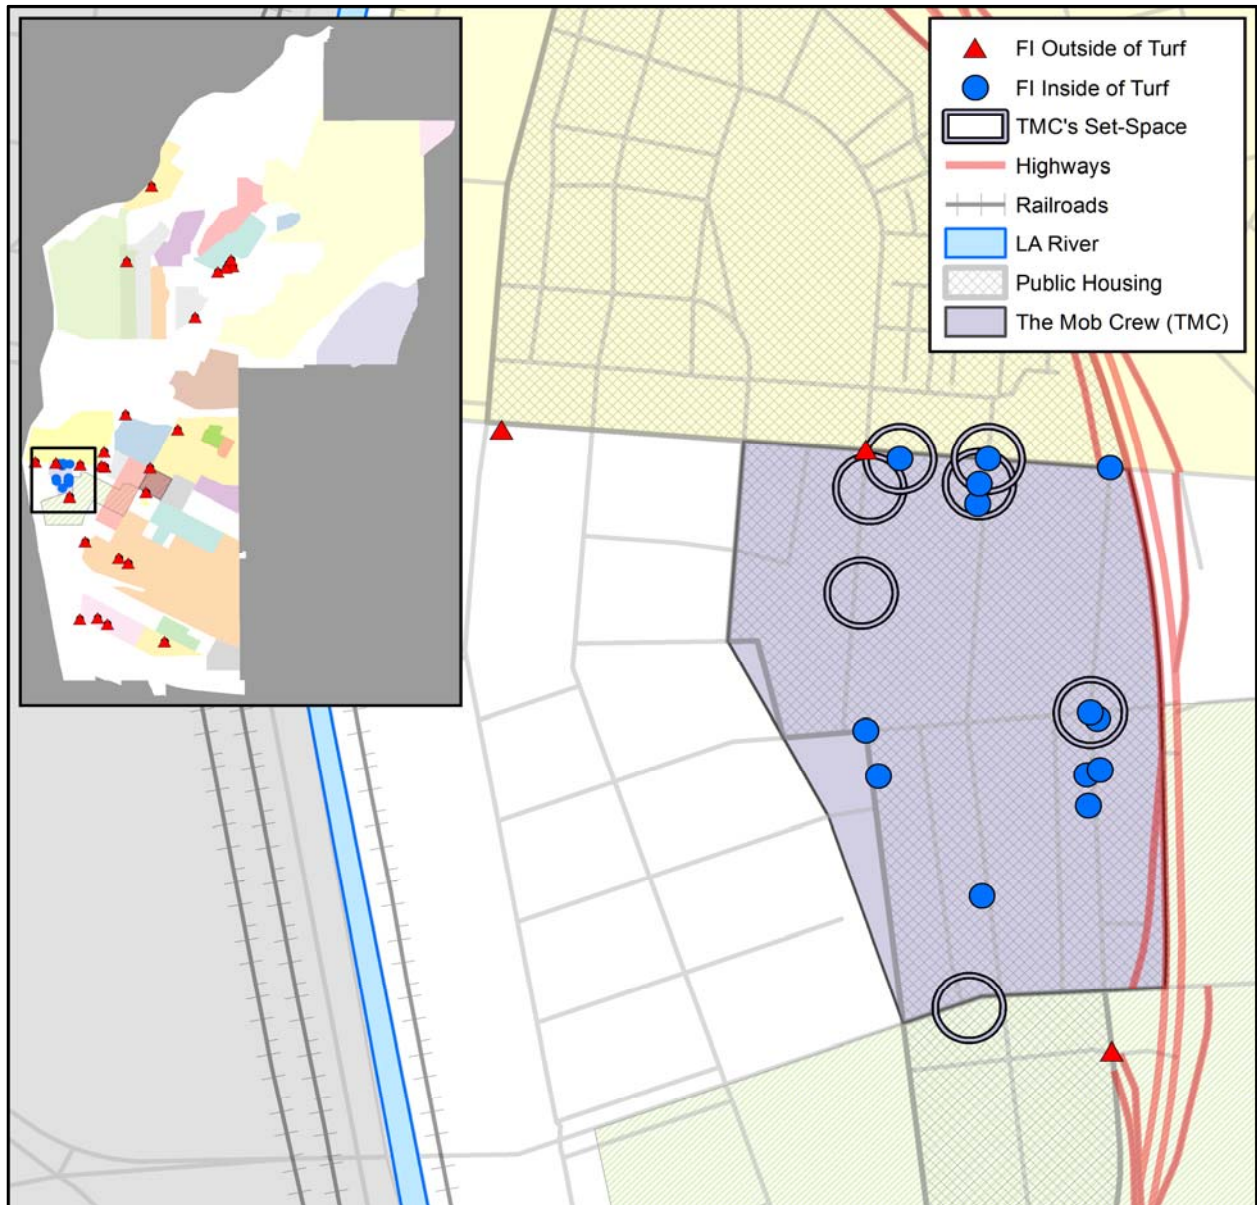 FI Outside of Turf
FI Inside of Turf
TMC's Set-Space
Highways
Railroads
LA River
Public Housing
The Mob Crew (TMC)